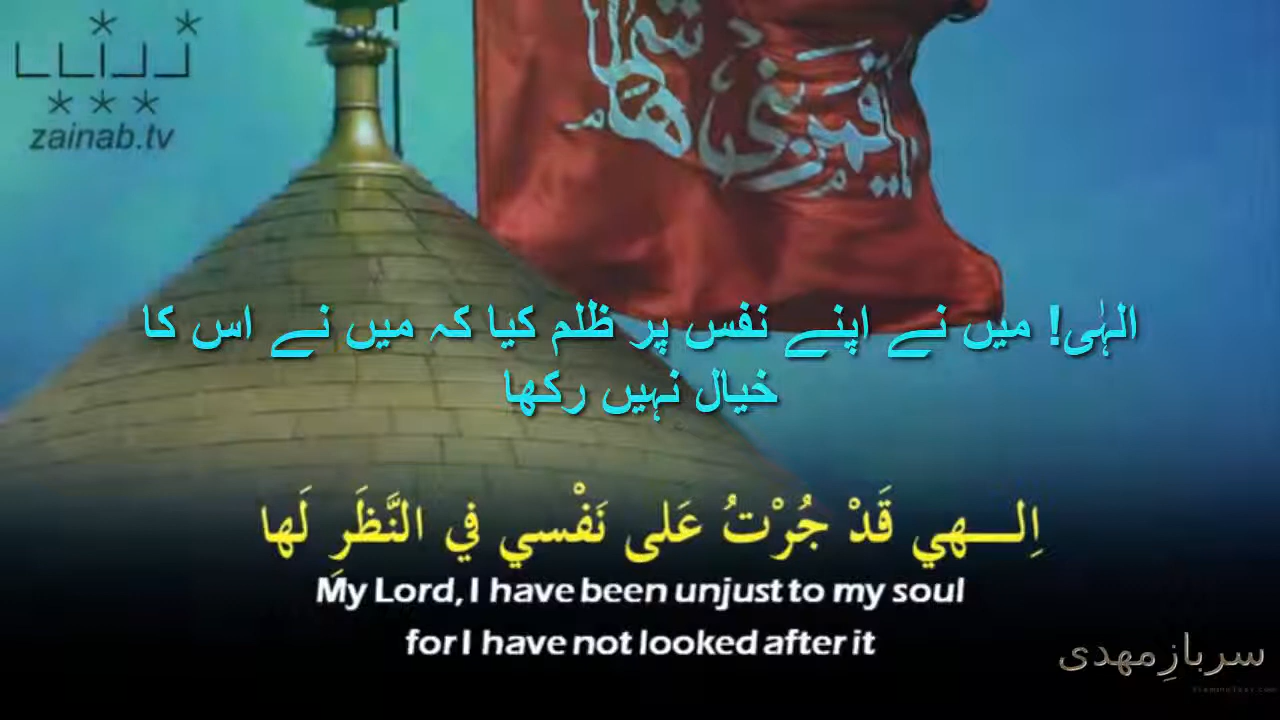 zainab.tv
الہٰی! میں نے اپنے نفس پر ظلم کیا کہ میں نے اس کا
خیال نہیں رکھا
اِلـــهي قَدْ جُرْتُ عَلى نَفْسي في النَّظَرِ لَها
My Lord, I have been unjust to my soul
for I have not looked after it
سربازِمهدی